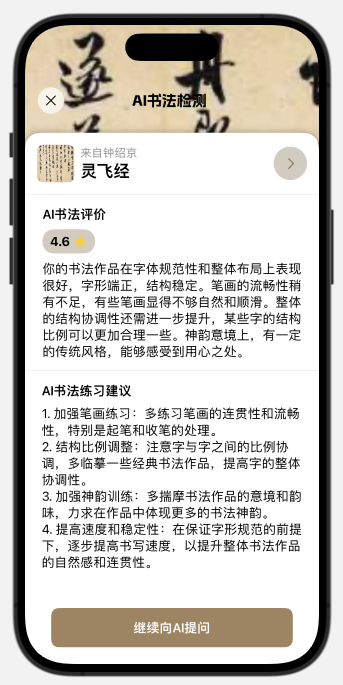 AI书法检测
来自钟绍京
灵飞经
AI书法评价
4.6
你的书法作品在字体规范性和整体布局上表现
很好，字形端正，结构稳定。笔画的流畅性稍
有不足，有些笔画显得不够自然和顺滑。整体
的结构协调性还需进一步提升，某些字的结构
比例可以更加合理一些。神韵意境上，有一定
的传统风格，能够感受到用心之处。
AI书法练习建议
1. 加强笔画练习：多练习笔画的连贯性和流畅
性，特别是起笔和收笔的处理。
2. 结构比例调整：注意字与字之间的比例协
调，多临摹一些经典书法作品，提高字的整体
协调性。
3. 加强神韵训练：多揣摩书法作品的意境和韵
味，力求在作品中体现更多的书法神韵。
4. 提高速度和稳定性：在保证字形规范的前提
下，逐步提高书写速度，以提升整体书法作品
的自然感和连贯性。
继续向AI提问